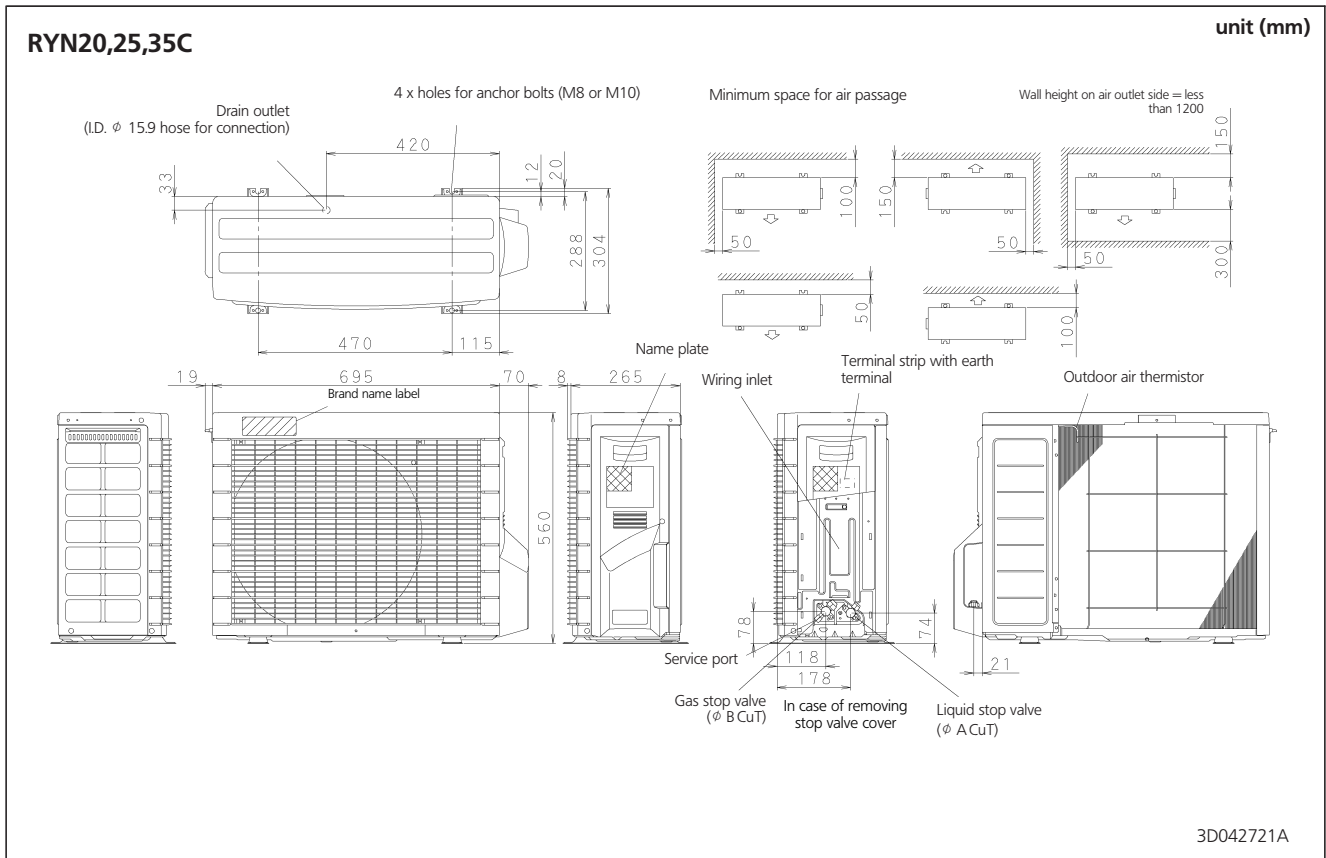 unit (mm)
RYN20,25,35C
4 x holes for anchor bolts (M8 or M10)
Drain outlet
(I.D. φ 15.9 hose for connection)
420
33
12
20
288
304
470
115
Minimum space for air passage
Wall height on air outlet side = less
than 1200
100
50
150
50
150
50
300
50
100
19
695
70
Brand name label
560
Name plate
8
265
Wiring inlet
Terminal strip with earth
terminal
Outdoor air thermistor
78
74
118
178
21
Service port
Gas stop valve
(φ B CuT)
In case of removing
stop valve cover
Liquid stop valve
(φ A CuT)
3D042721A